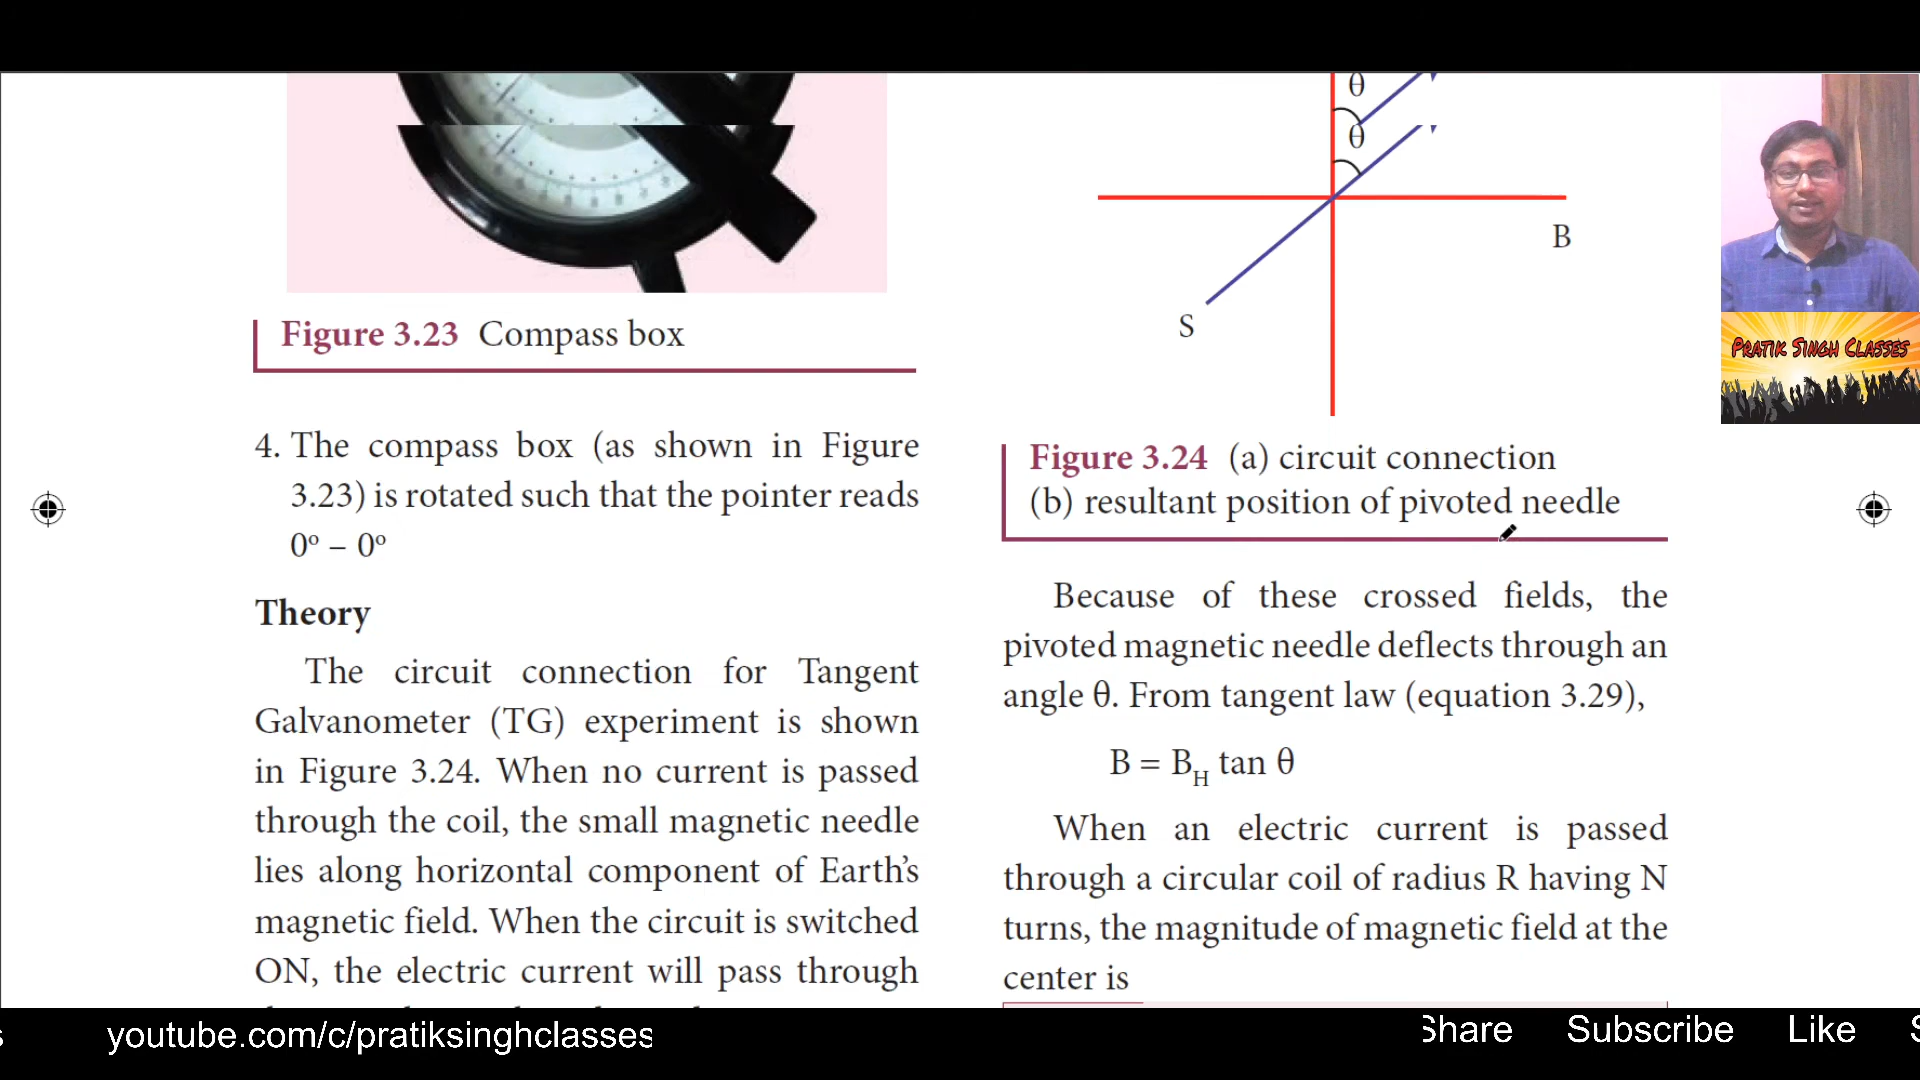 θ
θ
B
S
PRATIK SINGH CLASSES
Figure 3.23 Compass box
4. The compass box (as shown in Figure
3.23) is rotated such that the pointer reads
0º – 0º
Theory
The circuit connection for Tangent
Galvanometer (TG) experiment is shown
in Figure 3.24. When no current is passed
through the coil, the small magnetic needle
lies along horizontal component of Earth's
magnetic field. When the circuit is switched
ON, the electric current will pass through
Figure 3.24 (a) circuit connection
(b) resultant position of pivoted needle
Because of these crossed fields, the
pivoted magnetic needle deflects through an
angle θ. From tangent law (equation 3.29),
B = B_H tan θ
When an electric current is passed
through a circular coil of radius R having N
turns, the magnitude of magnetic field at the
center is
youtube.com/c/pratiksinghclasses
Share Subscribe Like